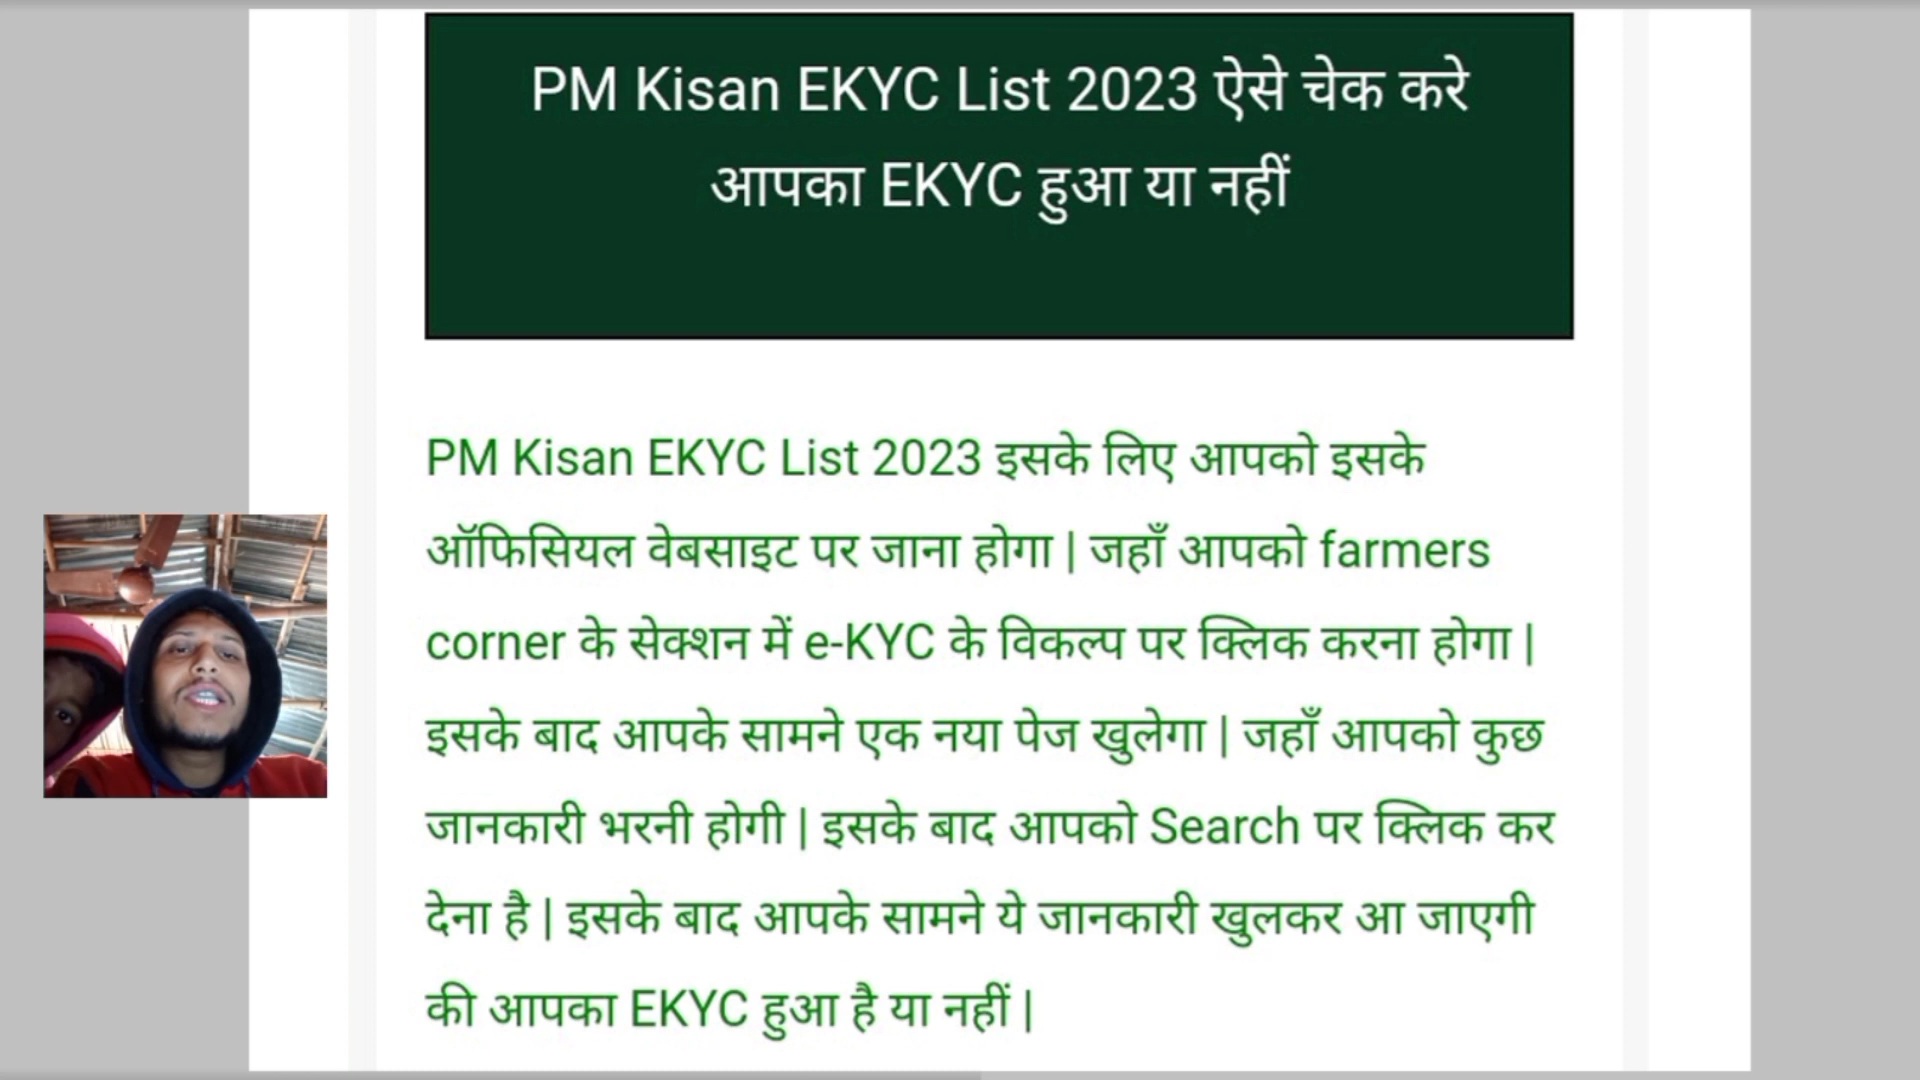 PM Kisan EKYC List 2023 ऐसे चेक करे
आपका EKYC हुआ या नहीं
PM Kisan EKYC List 2023 इसके लिए आपको इसके
ऑफिसियल वेबसाइट पर जाना होगा | जहाँ आपको farmers
corner के सेक्शन में e-KYC के विकल्प पर क्लिक करना होगा |
इसके बाद आपके सामने एक नया पेज खुलेगा | जहाँ आपको कुछ
जानकारी भरनी होगी | इसके बाद आपको Search पर क्लिक कर
देना है | इसके बाद आपके सामने ये जानकारी खुलकर आ जाएगी
की आपका EKYC हुआ है या नहीं |